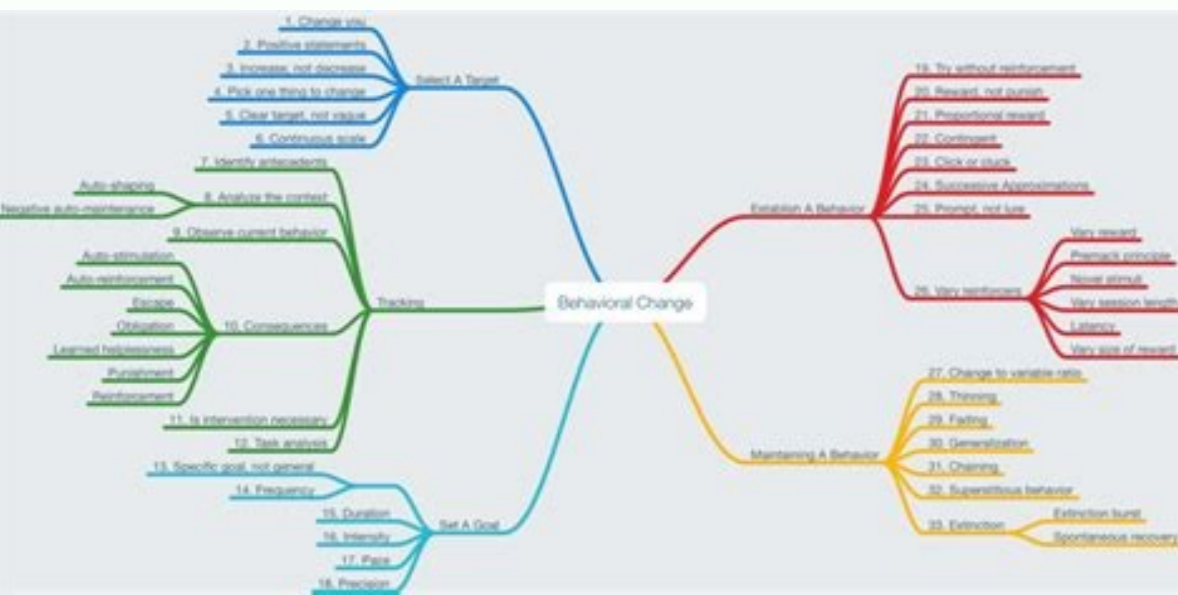 Behavioral Change
Select A Target
1. Change you
2. Positive statements
3. Increase, not decrease
4. Pick one thing to change
5. Clear target, not vague
6. Continuous scale
Tracking
7. Identify antecedents
8. Analyze the context
Auto-shaping
Negative auto-maintenance
9. Observe current behavior
10. Consequences
Auto-stimulation
Auto-reinforcement
Escape
Obligation
Learned helplessness
Punishment
Reinforcement
11. Is intervention necessary
12. Task analysis
Set A Goal
13. Specific goal, not general
14. Frequency
15. Duration
16. Intensity
17. Pace
18. Precision
Establish A Behavior
19. Try without reinforcement
20. Reward, not punish
21. Proportional reward
22. Contingent
23. Click or cluck
24. Successive Approximations
25. Prompt, not lure
26. Vary reinforcers
Vary reward
Premack principle
Novel stimuli
Vary session length
Latency
Vary size of reward
Maintaining A Behavior
27. Change to variable ratio
28. Thinning
29. Fading
30. Generalization
31. Chaining
32. Superstitious behavior
33. Extinction
Extinction burst
Spontaneous recovery